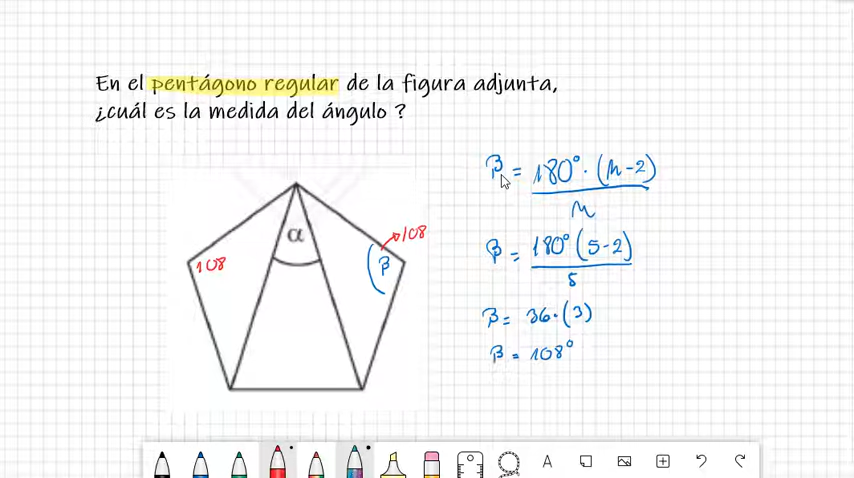 En el pentágono regular de la figura adjunta,
¿cuál es la medida del ángulo ?
β = 180° · (n-2)
n
α
108
β
108
β = 180° (5-2)
5
β = 36 · (3)
β = 108°
A